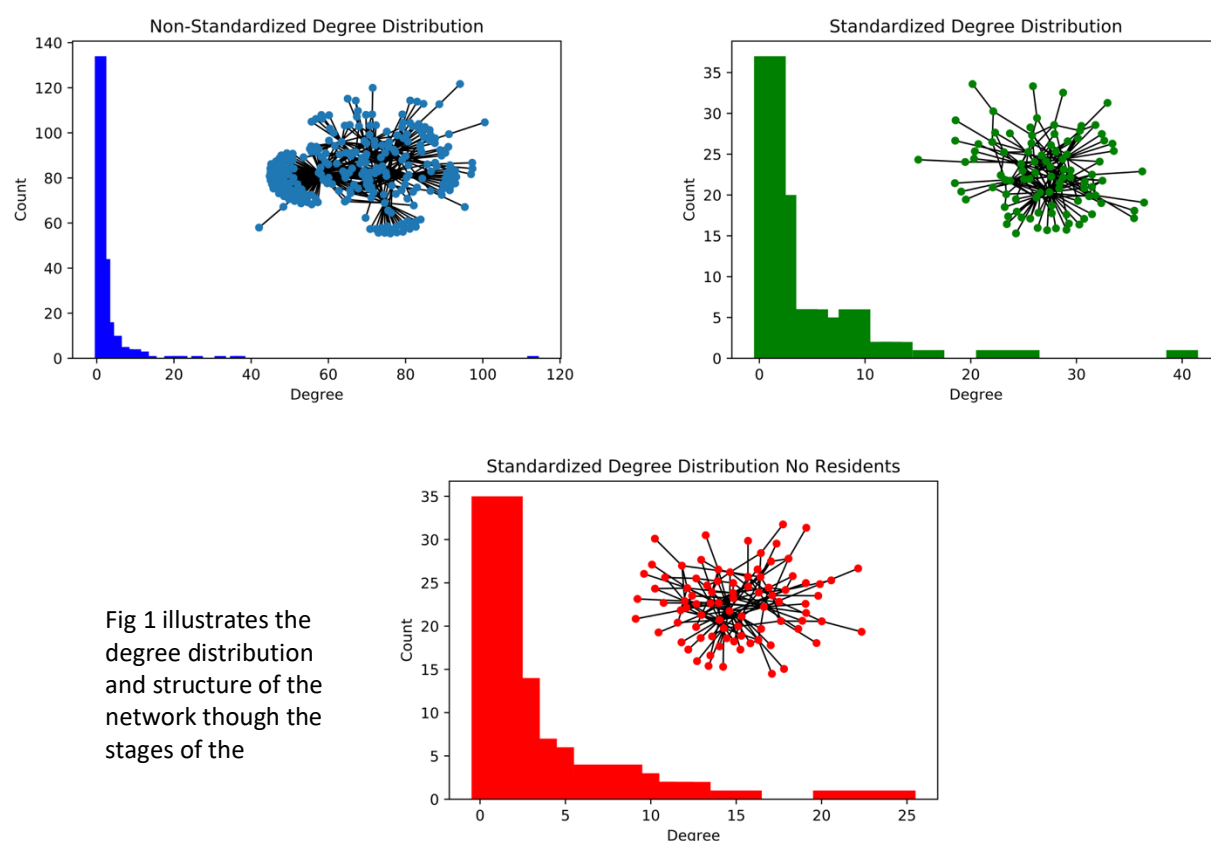 Non-Standardized Degree Distribution
140
120
100
80
60
40
20
0
Count
0 20 40 60 80 100 120
Degree
Standardized Degree Distribution
35
30
25
20
15
10
5
0
Count
0 10 20 30 40
Degree
Standardized Degree Distribution No Residents
35
30
25
20
15
10
5
0
Count
0 5 10 15 20 25
Degree
Fig 1 illustrates the
degree distribution
and structure of the
network though the
stages of the